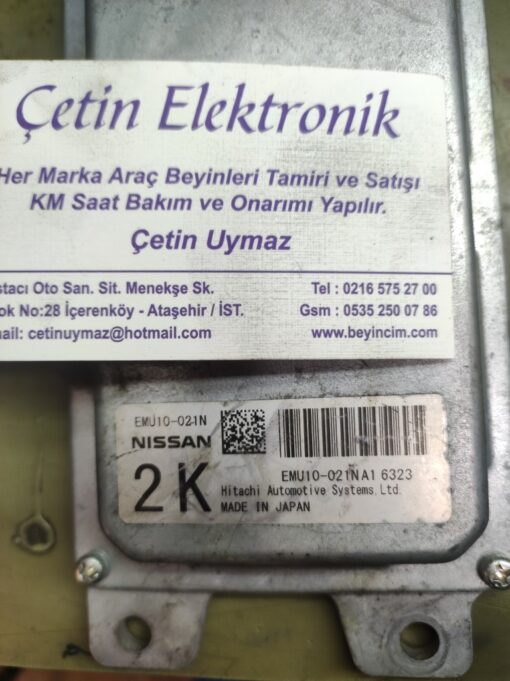 Çetin Elektronik
Her Marka Araç Beyinleri Tamiri ve Satışı
KM Saat Bakım ve Onarımı Yapılır.
Çetin Uymaz
stacı Oto San. Sit. Menekşe Sk.
ok No:28 İçerenköy - Ataşehir / İST.
mail: cetinuymaz@hotmail.com
Tel : 0216 575 27 00
Gsm : 0535 250 07 86
www.beyincim.com
EMU10-021N
NISSAN
2K
EMU10-021NA1 6323
Hitachi Automotive Systems.Ltd.
MADE IN JAPAN